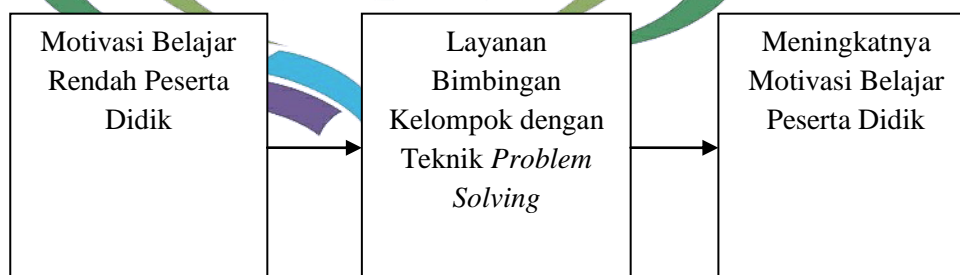 Motivasi Belajar
Rendah Peserta
Didik
Layanan
Bimbingan
Kelompok dengan
Teknik Problem
Solving
Meningkatnya
Motivasi Belajar
Peserta Didik